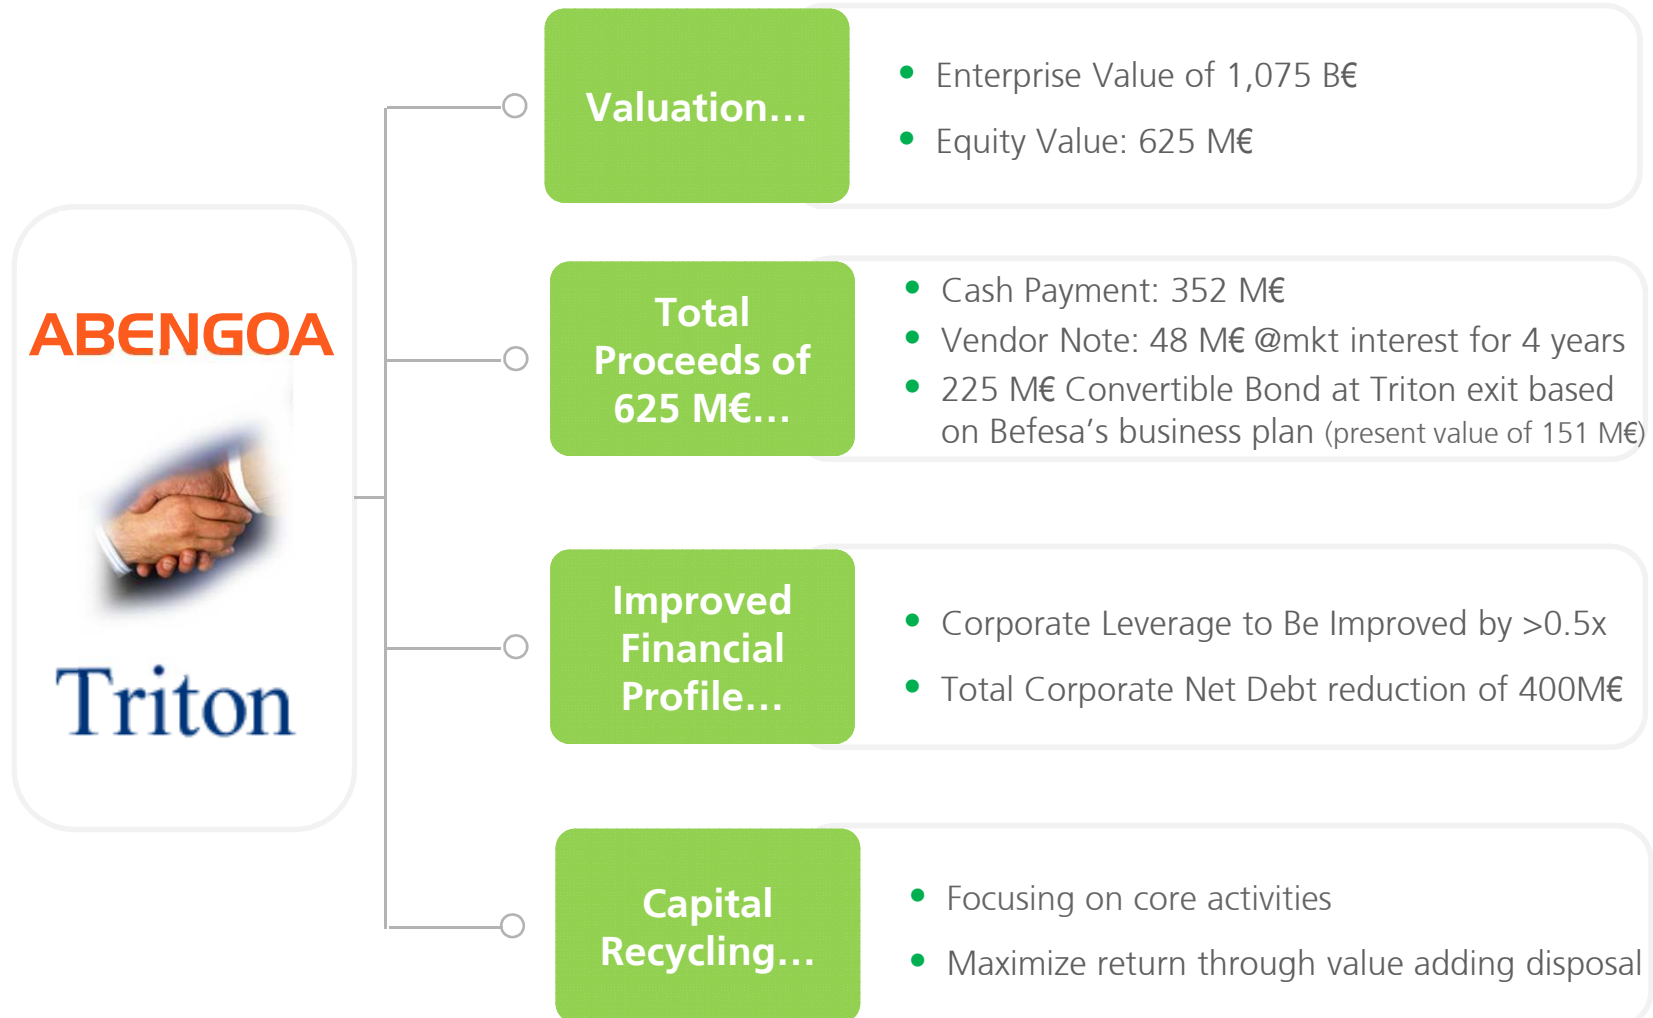 ABENGOA
Triton
Valuation…
• Enterprise Value of 1,075 B€
• Equity Value: 625 M€
Total
Proceeds of
625 M€…
• Cash Payment: 352 M€
• Vendor Note: 48 M€ @mkt interest for 4 years
• 225 M€ Convertible Bond at Triton exit based
on Befesa’s business plan (present value of 151 M€)
Improved
Financial
Profile…
• Corporate Leverage to Be Improved by >0.5x
• Total Corporate Net Debt reduction of 400M€
Capital
Recycling…
• Focusing on core activities
• Maximize return through value adding disposal